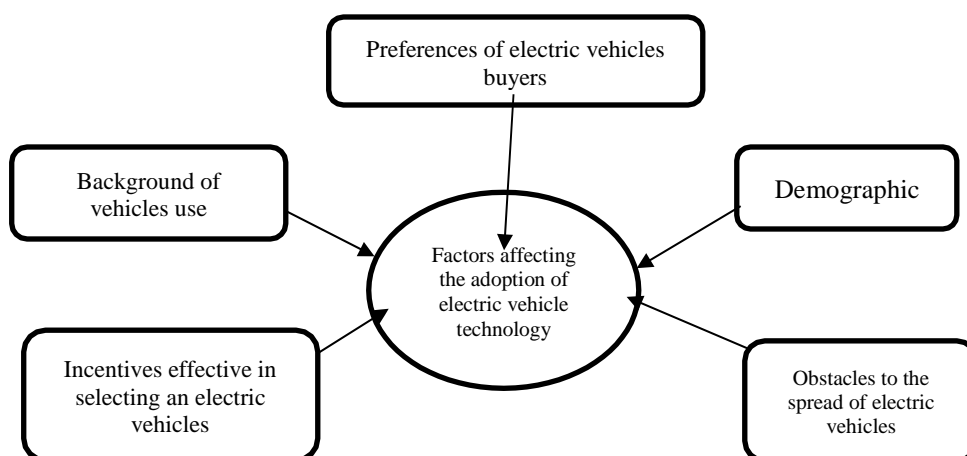 Preferences of electric vehicles
buyers
Background of
vehicles use
Demographic
Factors affecting
the adoption of
electric vehicle
technology
Incentives effective in
selecting an electric
vehicles
Obstacles to the
spread of electric
vehicles